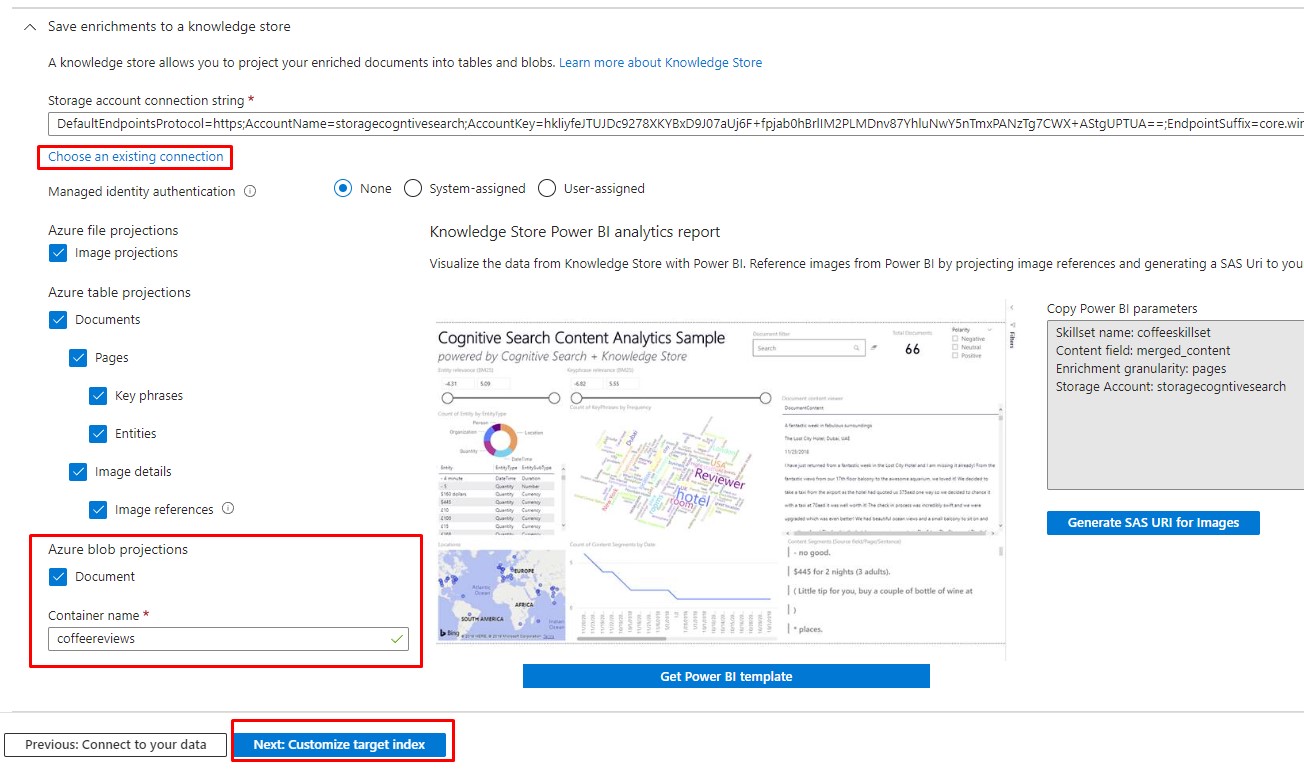 Save enrichments to a knowledge store
A knowledge store allows you to project your enriched documents into tables and blobs. Learn more about Knowledge Store
Storage account connection string *
DefaultEndpointsProtocol=https;AccountName=storagecogntivesearch;
Choose an existing connection
Managed identity authentication
None System-assigned User-assigned
Azure file projections
Image projections
Azure table projections
Documents
Pages
Key phrases
Entities
Image details
Image references
Azure blob projections
Document
Container name *
coffeereviews
Knowledge Store Power BI analytics report
Visualize the data from Knowledge Store with Power BI. Reference images from Power BI by projecting image references and generating a SAS Uri to you
Cognitive Search Content Analytics Sample
powered by Cognitive Search + Knowledge Store
Document filter
Search
Total Documents
66
Polarity
Negative
Neutral
Positive
Filters
Entity relevance (BM25)
-4.31 5.09
Keyphrase relevance (BM25)
-6.82 5.55
Count of Entity by EntityType
Person
Organization
Location
Quantity
DateTime
Entity EntityType EntitySubType
- 4 minute DateTime Duration
Quantity Number
$160 dollars Quantity Currency
$445 Quantity Currency
£10 Quantity Currency
£100 Quantity Currency
£15 Quantity Currency
Count of KeyPhrases by Frequency
Dubai
USA
Reviewer
hotel
room
New York
Document content viewer
DocumentContent
A fantastic week in fabulous surroundings
The Lost City Hotel, Dubai, UAE
11/23/2018
I have just returned from a fantastic week in the Lost City Hotel and I am missing it already! From the
fantastic views from our 17th floor balcony to the awesome aquarium, we loved it! We decided to
take a taxi from the airport as the hotel had quoted us 375aed one way so we decided to chance it
with a taxi at 70aed it was well worth it! The check in process was incredibly swift and we were
upgraded which was even better! We had beautiful ocean views and a small balcony to sit on and
Locations
EUROPE
Atlantic Ocean
AFRICA
SOUTH AMERICA
Indian Ocean
Bing
Count of Content Segments by Date
Content Segments (Source field/Page/Sentence)
- no good.
$445 for 2 nights (3 adults).
( Little tip for you, buy a couple of bottle of wine at
)
* places.
Get Power BI template
Copy Power BI parameters
Skillset name: coffeeskillset
Content field: merged_content
Enrichment granularity: pages
Storage Account: storagecogntivesearch
Generate SAS URI for Images
Previous: Connect to your data
Next: Customize target index